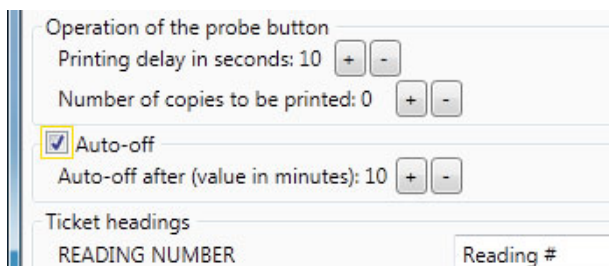 Operation of the probe button
Printing delay in seconds: 10 + -
Number of copies to be printed: 0 + -
Auto-off
Auto-off after (value in minutes): 10 + -
Ticket headings
READING NUMBER Reading #